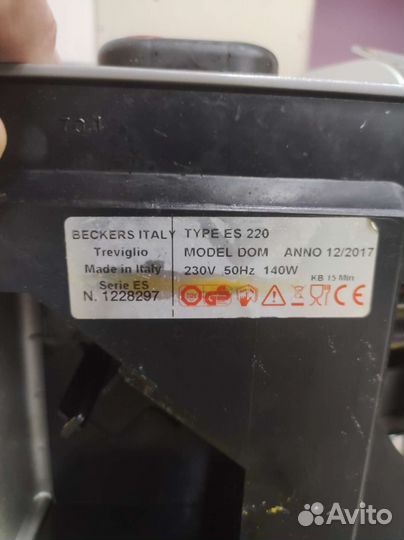 BECKERS ITALY
Treviglio
Made in Italy
Serie ES
N. 1228297
TYPE ES 220
MODEL DOM ANNO 12/2017
230V 50Hz 140W KB 15 Min
CE
Avito